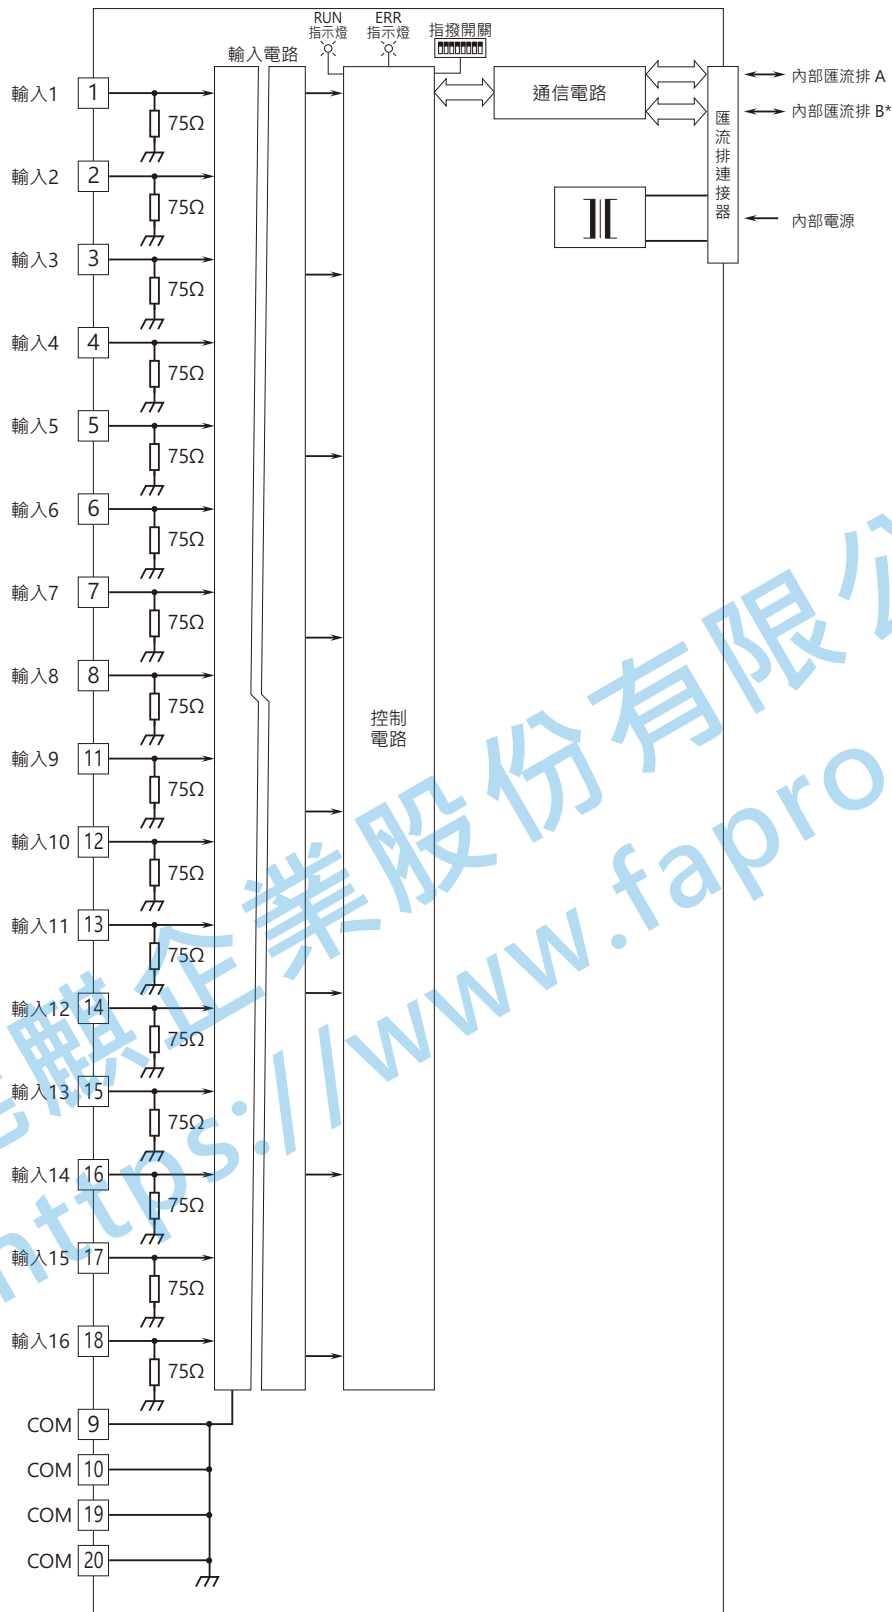 RUN
指示燈
ERR
指示燈
指撥開關
輸入電路
輸入1 1
75Ω
輸入2 2
75Ω
輸入3 3
75Ω
輸入4 4
75Ω
輸入5 5
75Ω
輸入6 6
75Ω
輸入7 7
75Ω
輸入8 8
75Ω
輸入9 11
75Ω
輸入10 12
75Ω
輸入11 13
75Ω
輸入12 14
75Ω
輸入13 15
75Ω
輸入14 16
75Ω
輸入15 17
75Ω
輸入16 18
75Ω
COM 9
COM 10
COM 19
COM 20
控制
電路
通信電路
匯流排連接器
內部匯流排 A
內部匯流排 B*
內部電源
麒企業股份有限公
https://www.fapro